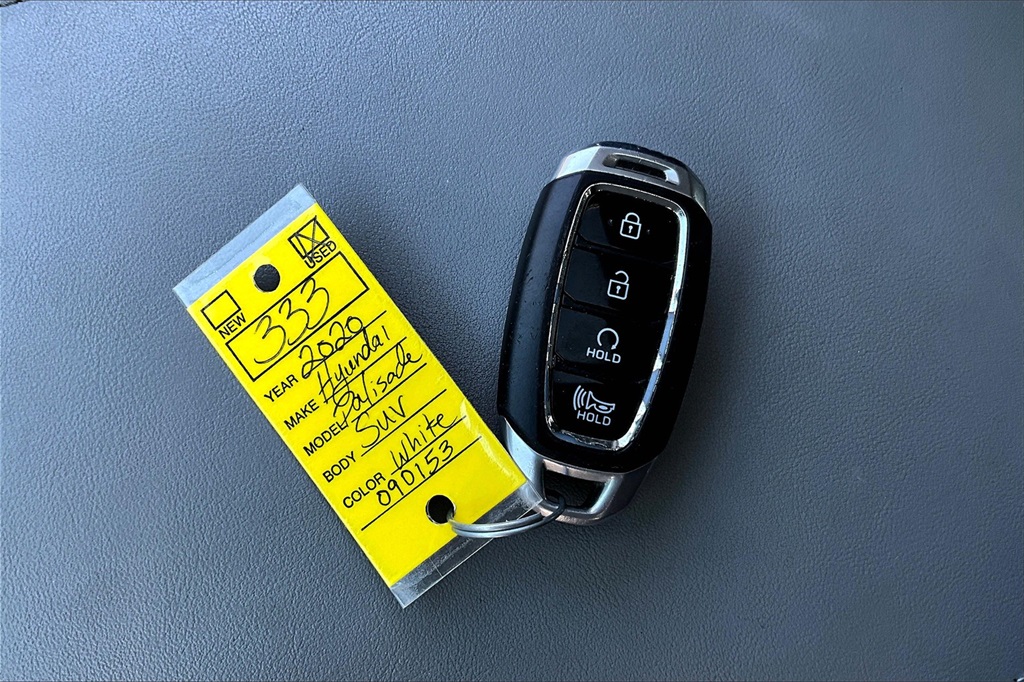 USED
NEW
333
YEAR 2020
MAKE Hyundai
MODEL Palisade
BODY SUV
COLOR White
090153
HOLD
HOLD